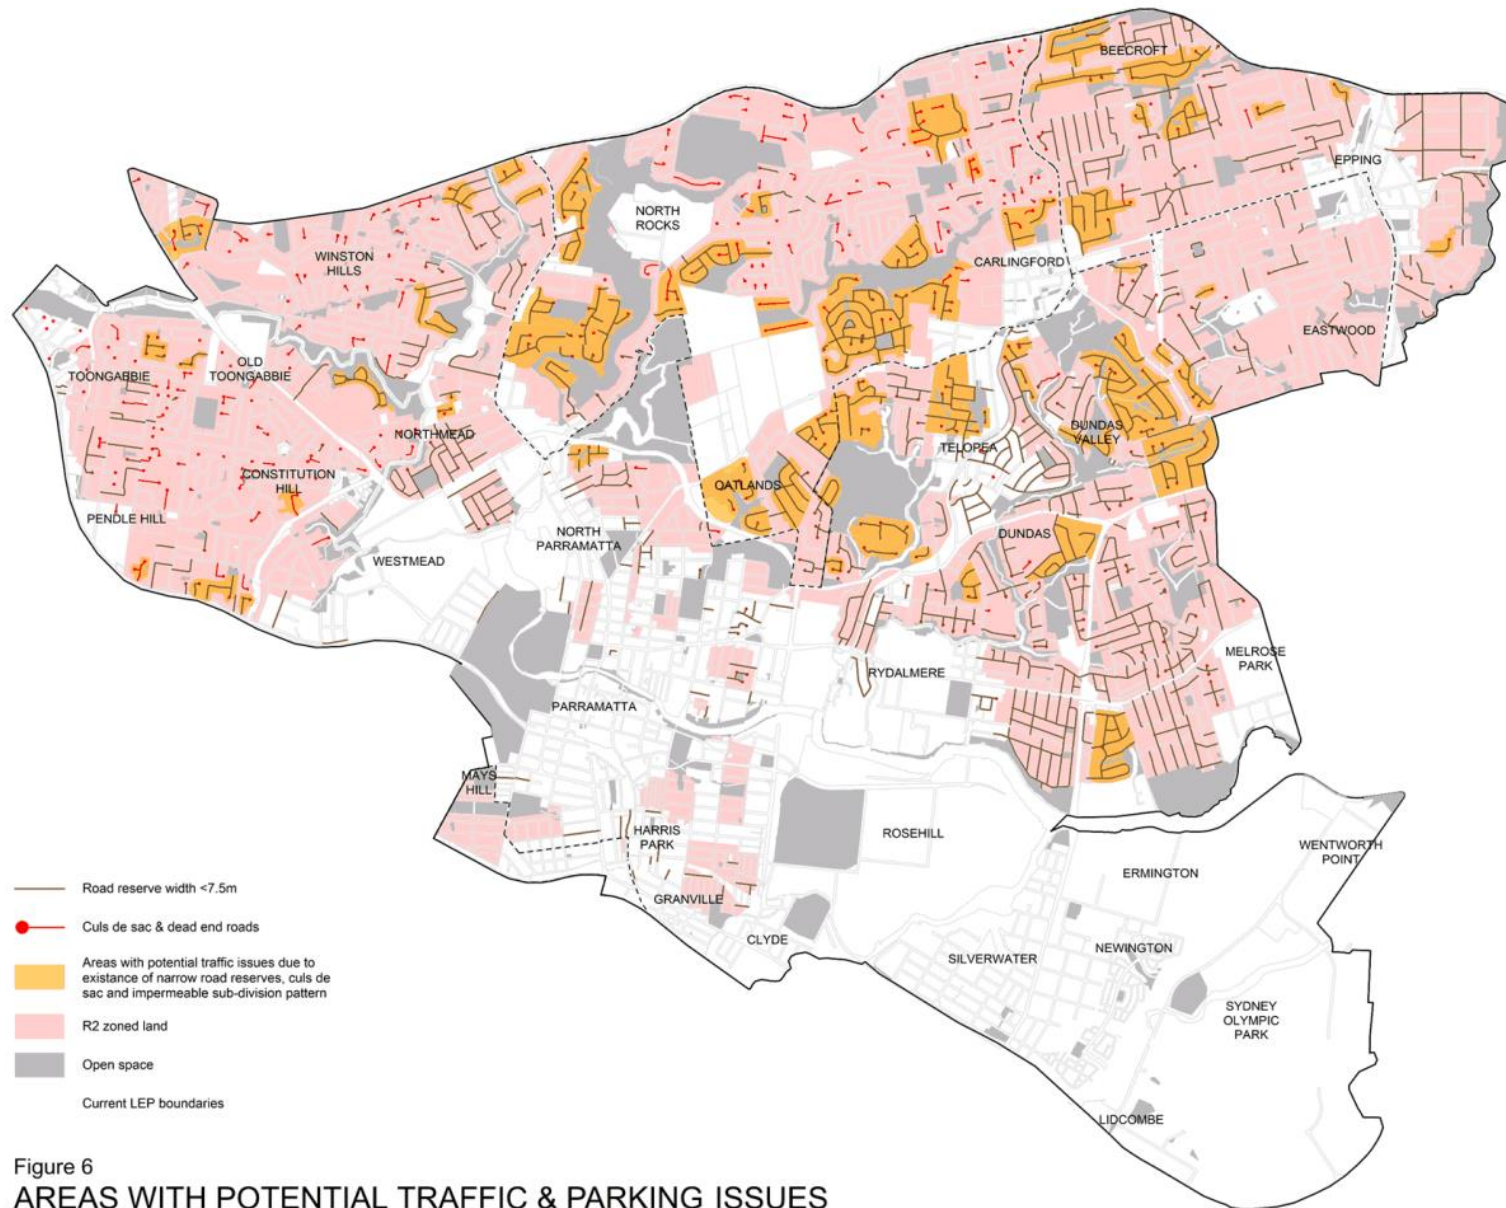 BEECROFT
EPPING
NORTH
ROCKS
WINSTON
HILLS
CARLINGFORD
EASTWOOD
TOONGABBIE
OLD
TOONGABBIE
NORTHMEAD
DUNDAS
VALLEY
TELOPEA
CONSTITUTION
HILL
OATLANDS
PENDLE HILL
NORTH
PARRAMATTA
DUNDAS
WESTMEAD
MELROSE
PARK
RYDALMERE
PARRAMATTA
MAYS
HILL
HARRIS
PARK
ROSEHILL
WENTWORTH
POINT
ERMINGTON
GRANVILLE
CLYDE
SILVERWATER
NEWINGTON
SYDNEY
OLYMPIC
PARK
LIDCOMBE
Road reserve width <7.5m
Culs de sac & dead end roads
Areas with potential traffic issues due to
existance of narrow road reserves, culs de
sac and impermeable sub-division pattern
R2 zoned land
Open space
Current LEP boundaries
Figure 6
AREAS WITH POTENTIAL TRAFFIC & PARKING ISSUES